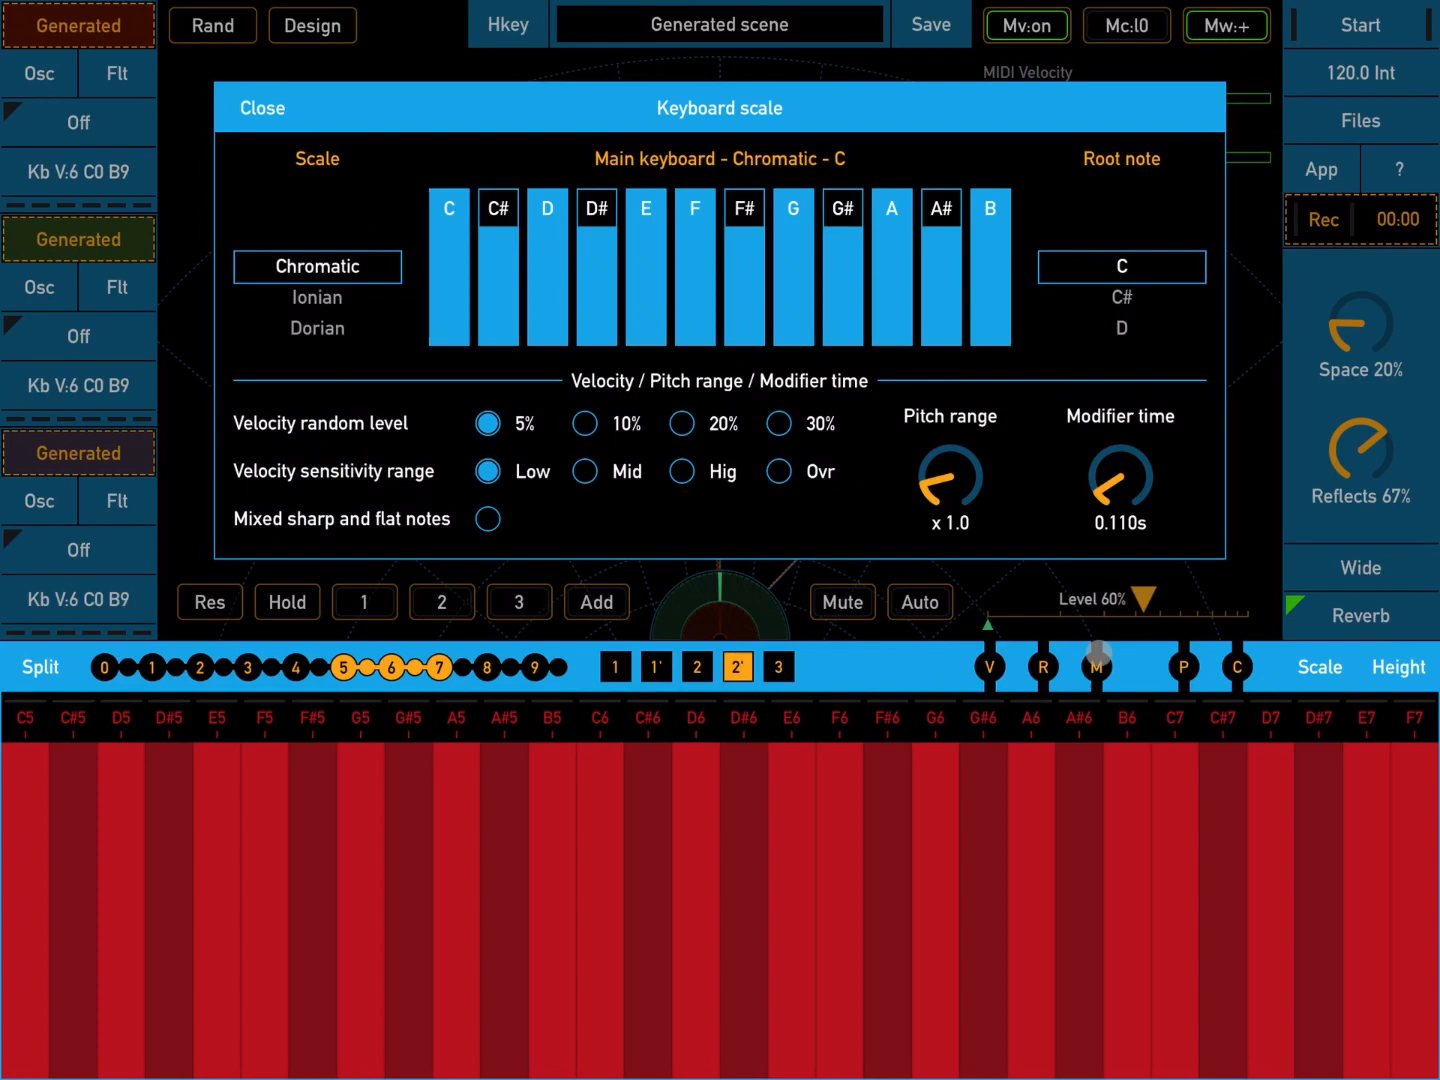 Generated
Rand
Design
Hkey
Generated scene
Save
Mv:on
Mc:l0
Mw:+
Start
Osc
Flt
MIDI Velocity
120.0 Int
Off
Files
Kb V:6 C0 B9
App
?
Rec
00:00
Close
Keyboard scale
Scale
Main keyboard - Chromatic - C
Root note
C
C#
D
D#
E
F
F#
G
G#
A
A#
B
Chromatic
Ionian
Dorian
C
C#
D
Velocity / Pitch range / Modifier time
Velocity random level
5%
10%
20%
30%
Velocity sensitivity range
Low
Mid
Hig
Ovr
Mixed sharp and flat notes
Pitch range
x 1.0
Modifier time
0.110s
Generated
Osc
Flt
Off
Kb V:6 C0 B9
Generated
Osc
Flt
Off
Kb V:6 C0 B9
Space 20%
Reflects 67%
Wide
Reverb
Res
Hold
1
2
3
Add
Mute
Auto
Level 60%
Split
0
1
2
3
4
5
6
7
8
9
1
1'
2
2'
3
V
R
M
P
C
Scale
Height
C5
C#5
D5
D#5
E5
F5
F#5
G5
G#5
A5
A#5
B5
C6
C#6
D6
D#6
E6
F6
F#6
G6
G#6
A6
A#6
B6
C7
C#7
D7
D#7
E7
F7